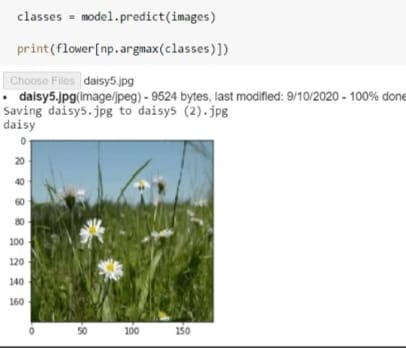 classes = model.predict(images)
print(flower[np.argmax(classes)])
Choose Files daisy5.jpg
• daisy5.jpg(image/jpeg) - 9524 bytes, last modified: 9/10/2020 - 100% done
Saving daisy5.jpg to daisy5 (2).jpg
daisy
0
20
40
60
80
100
120
140
160
0 50 100 150